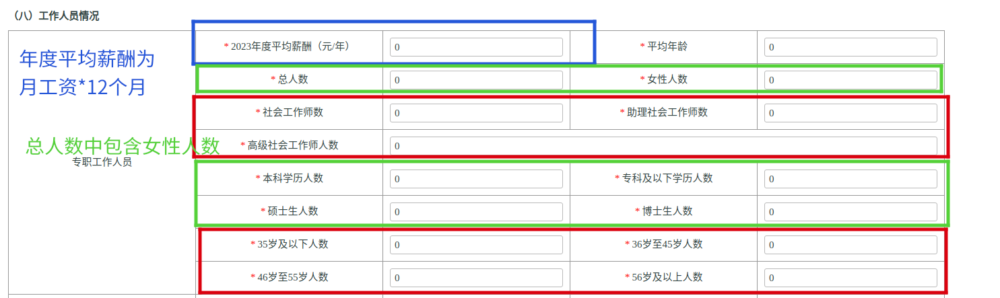 （八）工作人员情况
* 2023年度平均薪酬（元/年） 0 * 平均年龄 0
年度平均薪酬为
月工资*12个月
* 总人数 0 * 女性人数 0
* 社会工作师数 0 * 助理社会工作师数 0
总人数中包含女性人数
* 高级社会工作师人数 0
专职工作人员
* 本科学历人数 0 * 专科及以下学历人数 0
* 硕士生人数 0 * 博士生人数 0
* 35岁及以下人数 0 * 36岁至45岁人数 0
* 46岁至55岁人数 0 * 56岁及以上人数 0